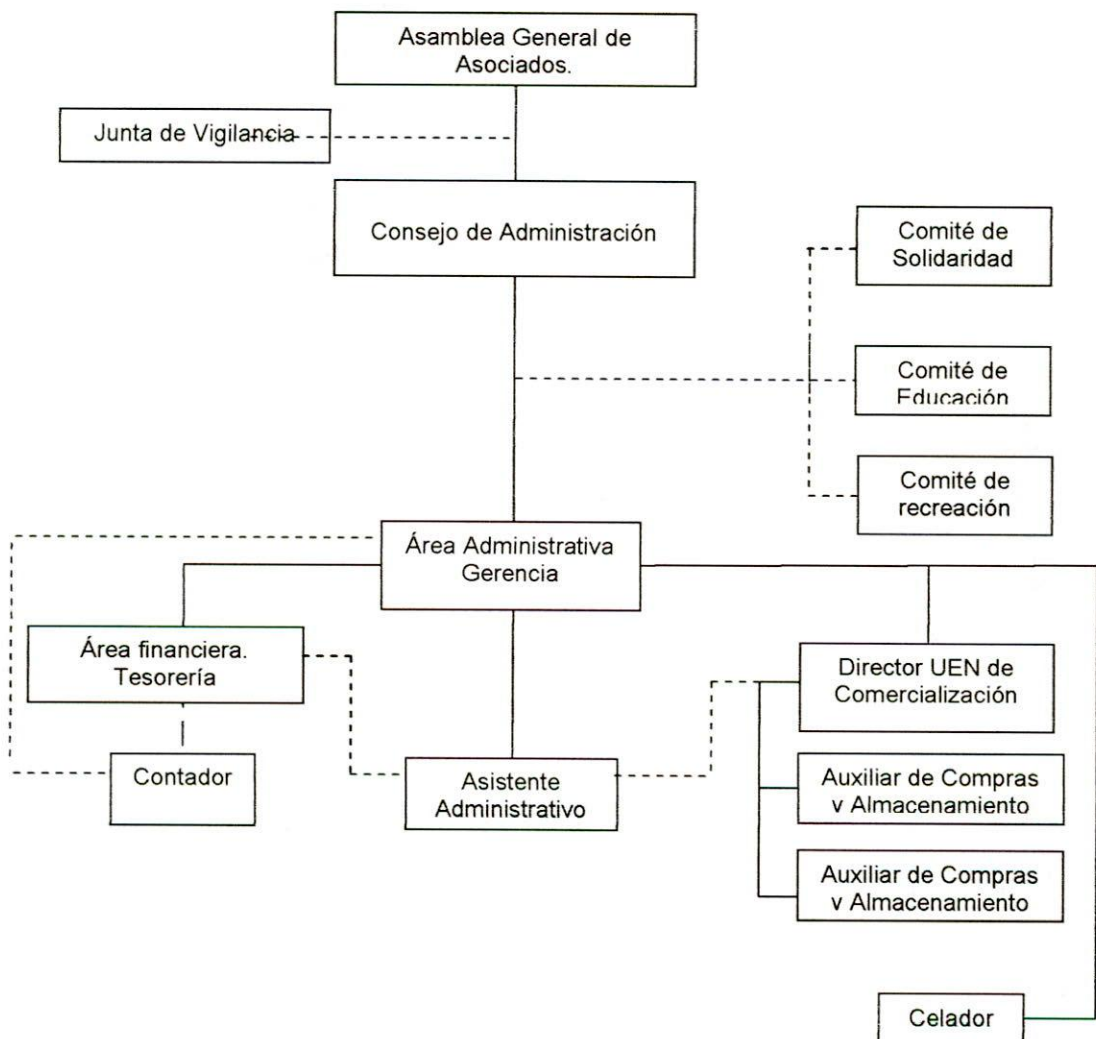 Asamblea General de
Asociados.
Junta de Vigilancia
Consejo de Administración
Comité de
Solidaridad
Comité de
Educación
Comité de
recreación
Área Administrativa
Gerencia
Área financiera.
Tesorería
Director UEN de
Comercialización
Contador
Asistente
Administrativo
Auxiliar de Compras
y Almacenamiento
Auxiliar de Compras
y Almacenamiento
Celador